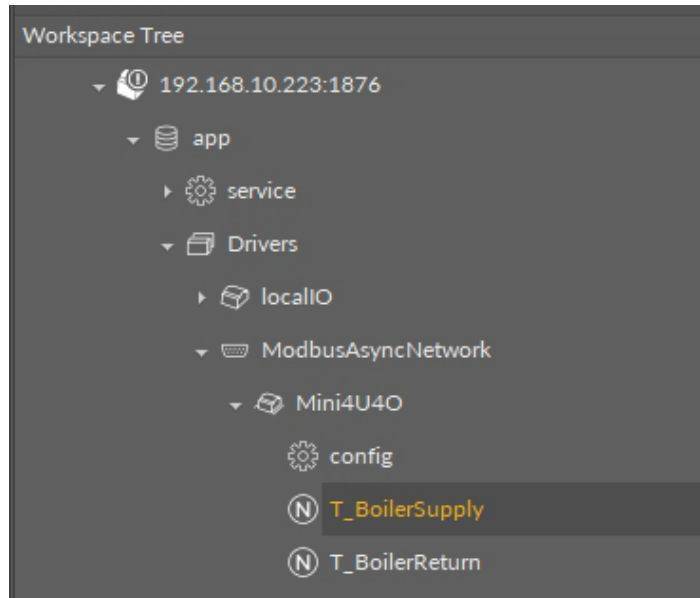 Workspace Tree
192.168.10.223:1876
app
service
Drivers
localIO
ModbusAsyncNetwork
Mini4U4O
config
N T_BoilerSupply
N T_BoilerReturn